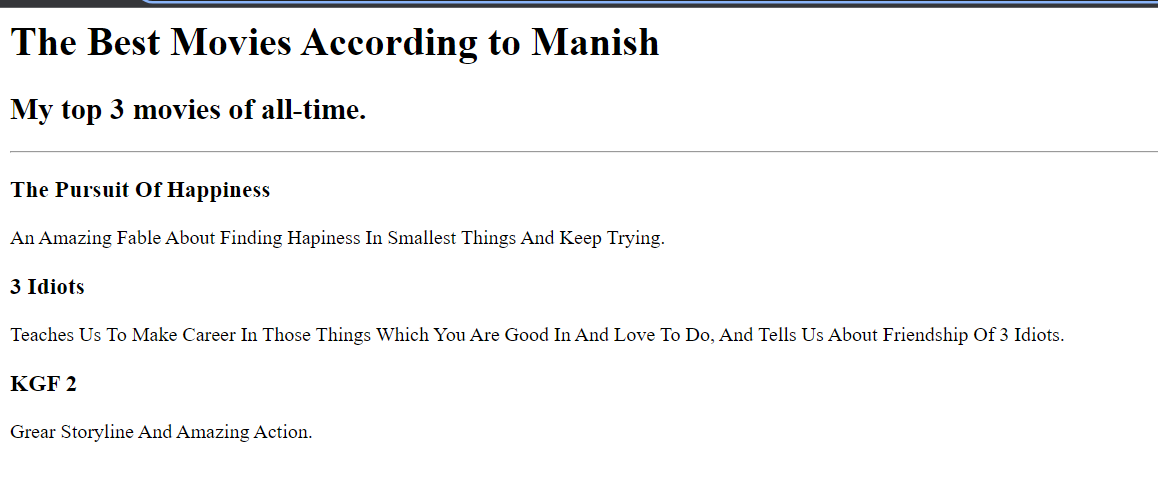 The Best Movies According to Manish
My top 3 movies of all-time.
The Pursuit Of Happiness
An Amazing Fable About Finding Hapiness In Smallest Things And Keep Trying.
3 Idiots
Teaches Us To Make Career In Those Things Which You Are Good In And Love To Do, And Tells Us About Friendship Of 3 Idiots.
KGF 2
Grear Storyline And Amazing Action.